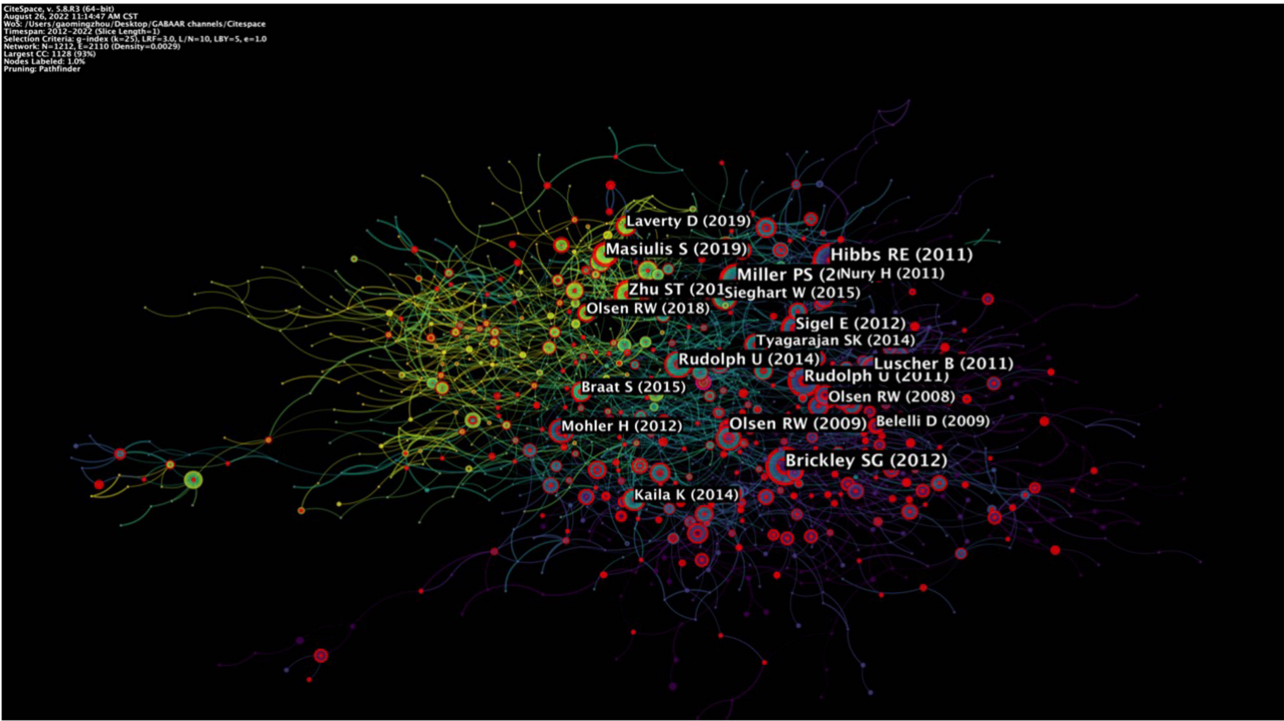 CiteSpace, v. 5.8.R3 (64-bit)
August 26, 2022 11:14:47 AM CST
WoS: /Users/gaomingzhou/Desktop/GABAAR channels/Citespace
Timespan: 2012-2022 (Slice Length=1)
Selection Criteria: g-index (k=25), LRF=3.0, L/N=10, LBY=5, e=1.0
Network: N=1212, E=2110 (Density=0.0029)
Largest CC: 1128 (93%)
Nodes Labeled: 1.0%
Pruning: Pathfinder
Laverty D (2019)
Masiulis S (2019)
Hibbs RE (2011)
Miller PS
Nury H (2011)
Zhu ST
Sieghart W (2015)
Olsen RW (2018)
Sigel E (2012)
Tyagarajan SK (2014)
Rudolph U (2014)
Luscher B (2011)
Rudolph U (2011)
Braat S (2015)
Olsen RW (2008)
Olsen RW (2009)
Belelli D (2009)
Mohler H (2012)
Brickley SG (2012)
Kaila K (2014)